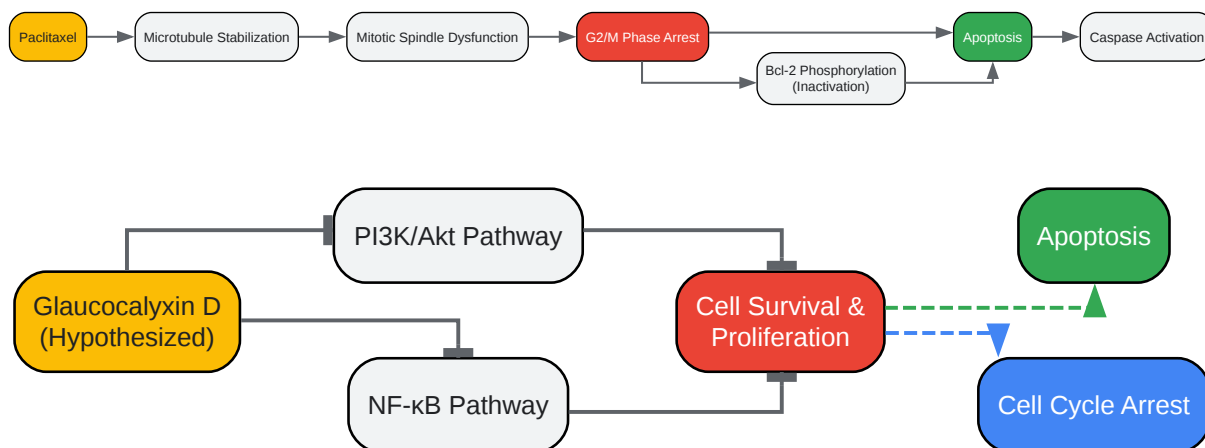 Paclitaxel
Microtubule Stabilization
Mitotic Spindle Dysfunction
G2/M Phase Arrest
Apoptosis
Caspase Activation
Bcl-2 Phosphorylation
(Inactivation)
PI3K/Akt Pathway
Apoptosis
Glaucocalyxin D
(Hypothesized)
Cell Survival &
Proliferation
NF-κB Pathway
Cell Cycle Arrest